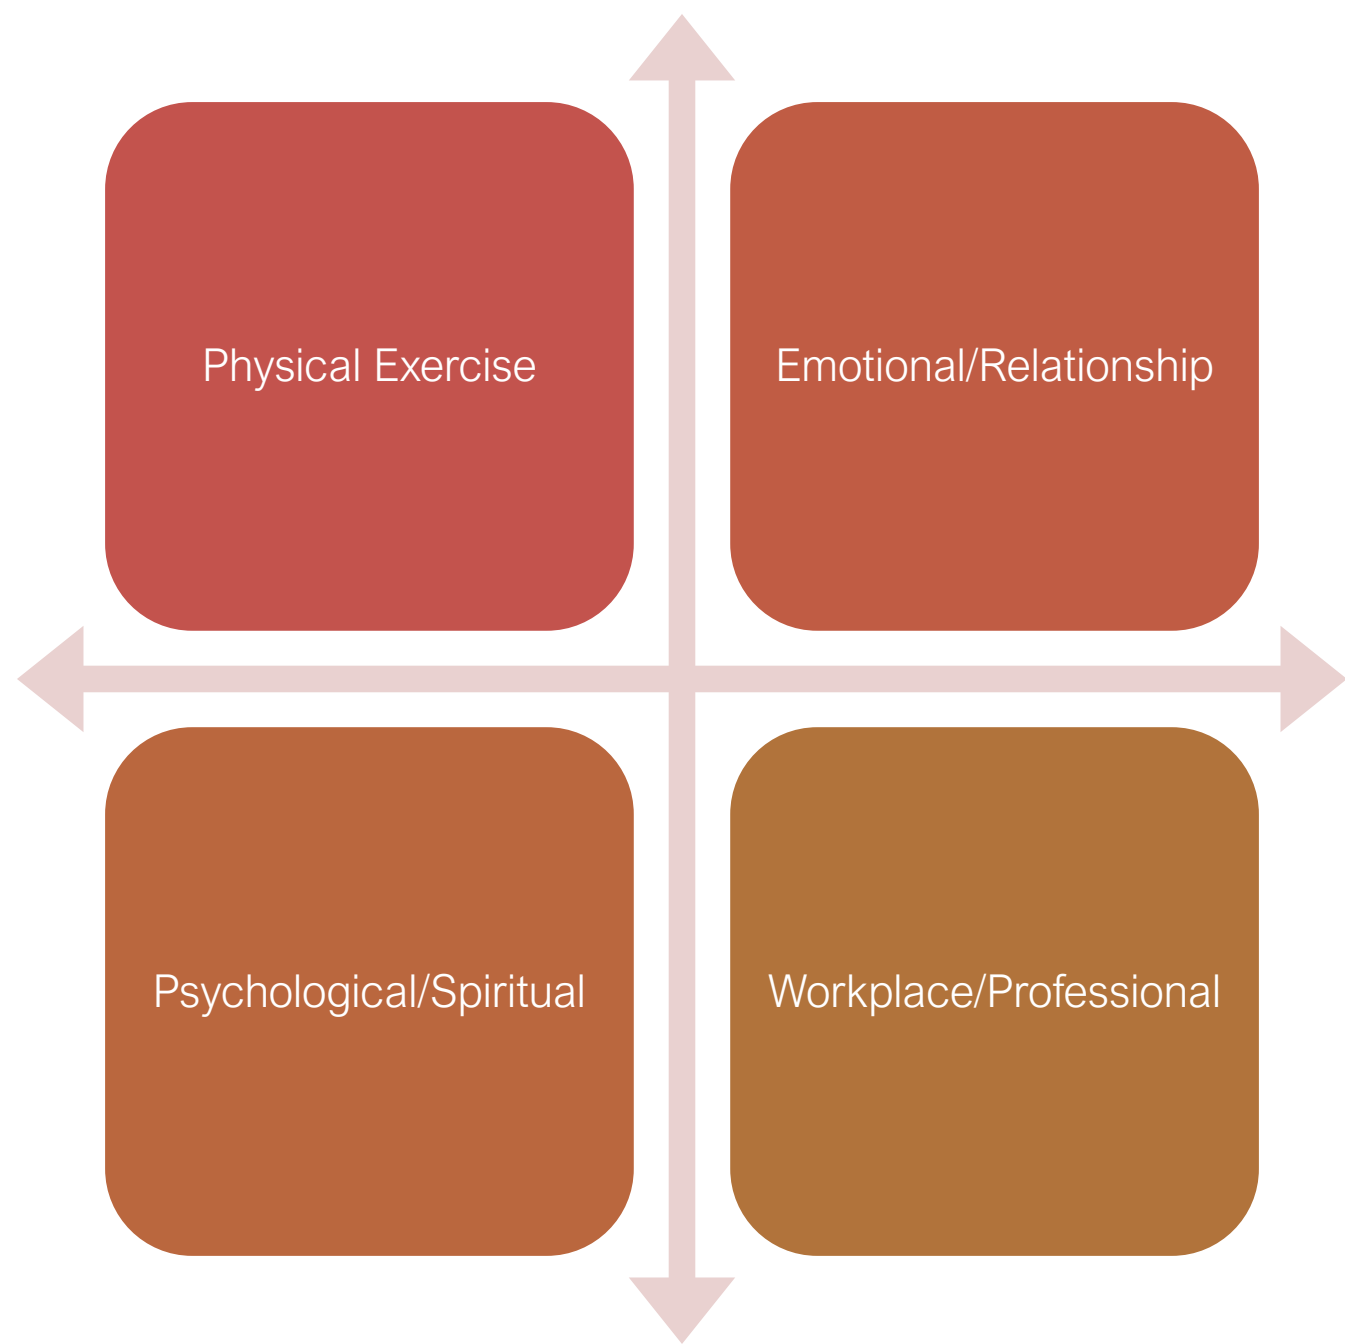 Physical Exercise
Emotional/Relationship
Psychological/Spiritual
Workplace/Professional